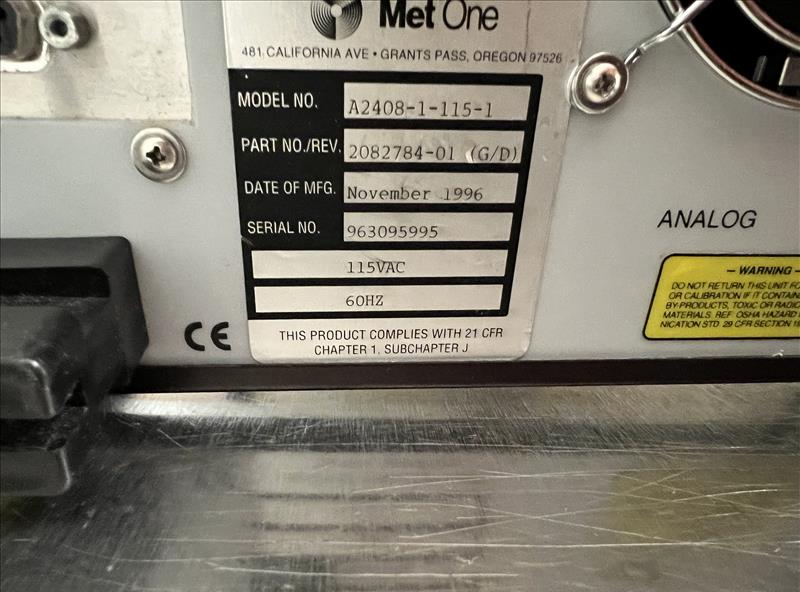 Met One
481 CALIFORNIA AVE • GRANTS PASS, OREGON 97526
MODEL NO. A2408-1-115-1
PART NO./REV. 2082784-01 (G/D)
DATE OF MFG. November 1996
SERIAL NO. 963095995
115VAC
60HZ
THIS PRODUCT COMPLIES WITH 21 CFR
CHAPTER 1, SUBCHAPTER J
CE
ANALOG
– WARNING –
DO NOT RETURN THIS UNIT FO
OR CALIBRATION IF IT CONTAIN
BY-PRODUCTS, TOXIC OR RADIO
MATERIALS. REF. OSHA HAZARD
NICATION STD. 29 CFR SECTION